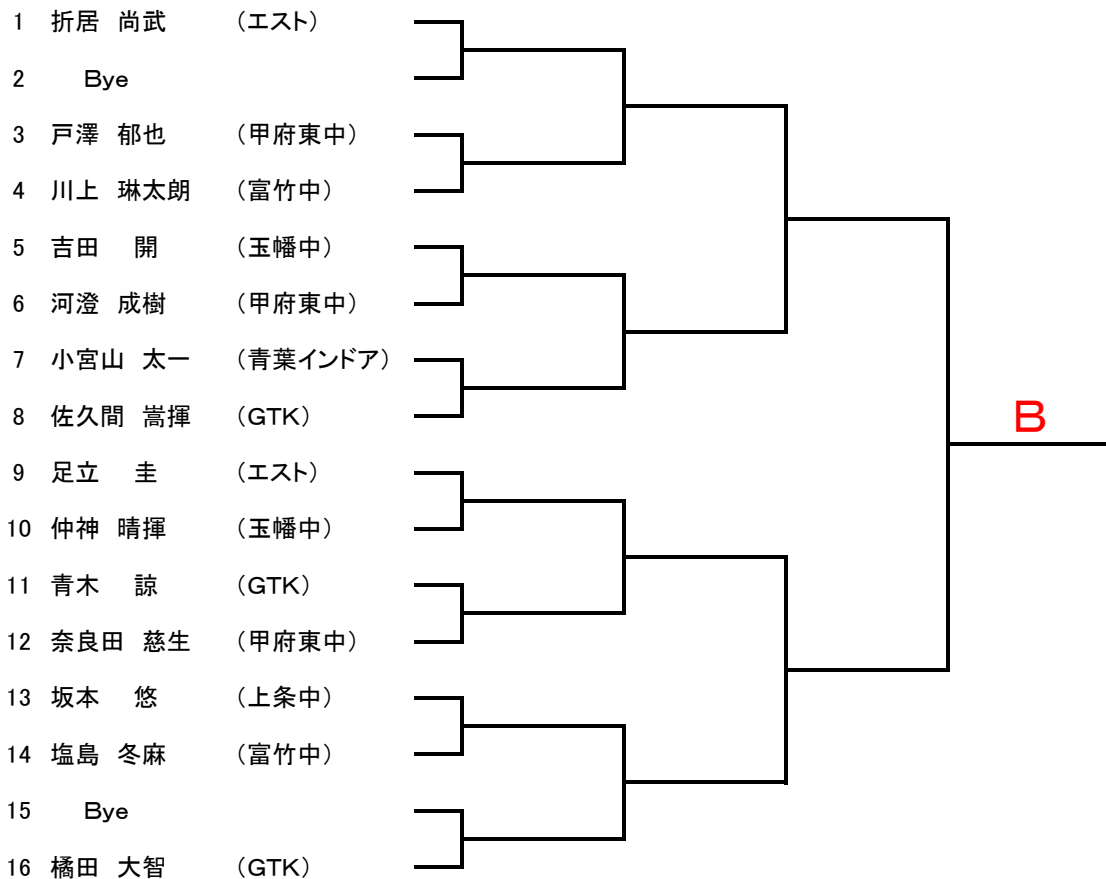 1 折居 尚武 (エスト)
2 Bye
3 戸澤 郁也 (甲府東中)
4 川上 琳太朗 (富竹中)
5 吉田 開 (玉幡中)
6 河澄 成樹 (甲府東中)
7 小宮山 太一 (青葉インドア)
8 佐久間 嵩揮 (GTK)
B
9 足立 圭 (エスト)
10 仲神 晴揮 (玉幡中)
11 青木 諒 (GTK)
12 奈良田 慈生 (甲府東中)
13 坂本 悠 (上条中)
14 塩島 冬麻 (富竹中)
15 Bye
16 橘田 大智 (GTK)